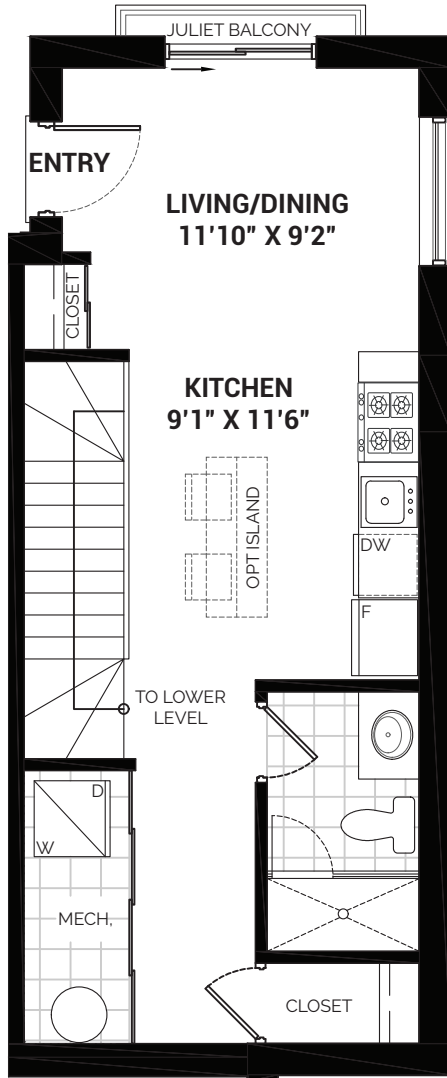 JULIET BALCONY
ENTRY
LIVING/DINING
11'10" X 9'2"
CLOSET
KITCHEN
9'1" X 11'6"
OPT ISLAND
DW
F
TO LOWER
LEVEL
D
W
MECH,
CLOSET